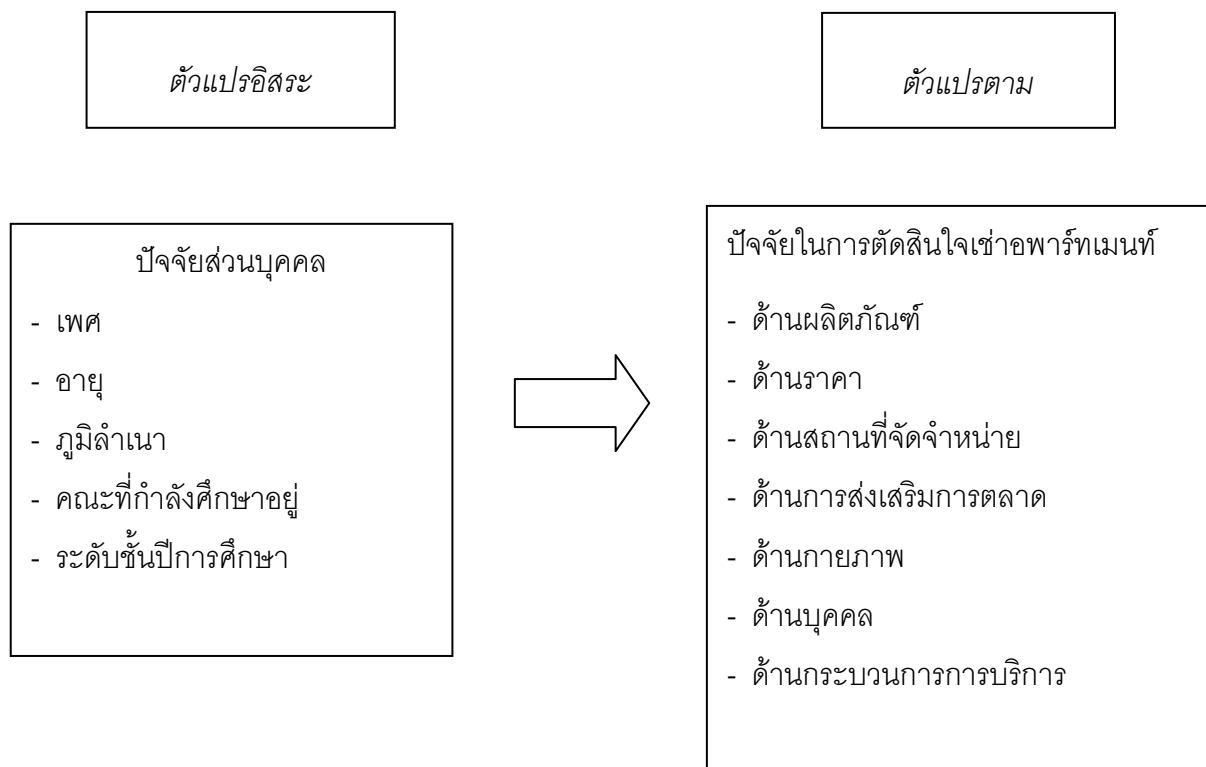 ตัวแปรอิสระ
ตัวแปรตาม
ปัจจัยส่วนบุคคล
- เพศ
- อายุ
- ภูมิลำเนา
- คณะที่กำลังศึกษาอยู่
- ระดับชั้นปีการศึกษา
ปัจจัยในการตัดสินใจเช่าอพาร์ทเมนท์
- ด้านผลิตภัณฑ์
- ด้านราคา
- ด้านสถานที่จัดจำหน่าย
- ด้านการส่งเสริมการตลาด
- ด้านกายภาพ
- ด้านบุคคล
- ด้านกระบวนการการบริการ